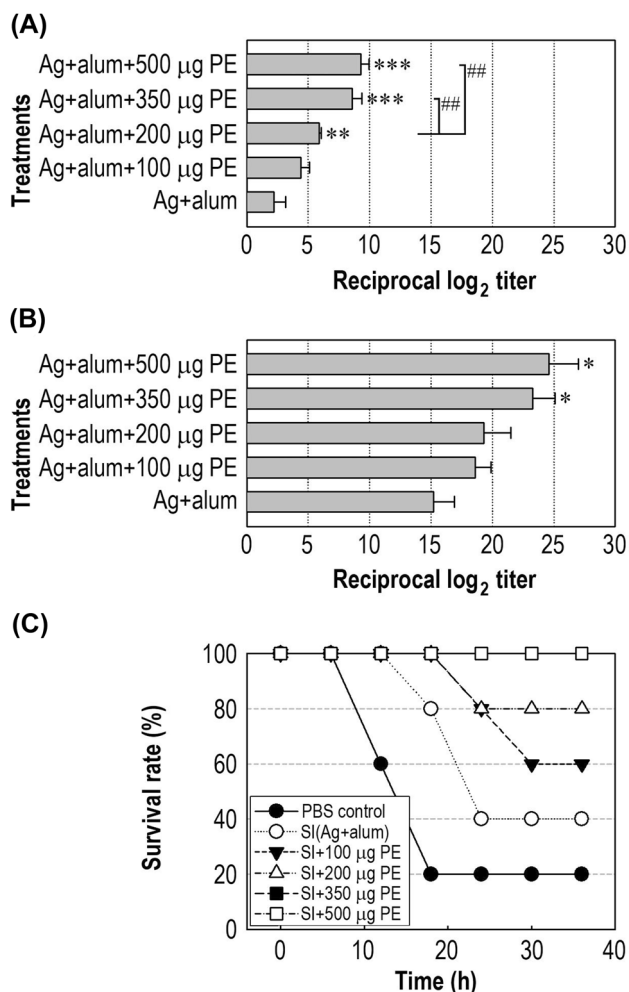 (A)
Treatments
Ag+alum+500 μg PE
***
##
Ag+alum+350 μg PE
***
##
Ag+alum+200 μg PE
**
Ag+alum+100 μg PE
Ag+alum
0 5 10 15 20 25 30
Reciprocal log₂ titer
(B)
Treatments
Ag+alum+500 μg PE
*
Ag+alum+350 μg PE
*
Ag+alum+200 μg PE
Ag+alum+100 μg PE
Ag+alum
0 5 10 15 20 25 30
Reciprocal log₂ titer
(C)
Survival rate (%)
100
80
60
40
20
0
PBS control
SI(Ag+alum)
SI+100 μg PE
SI+200 μg PE
SI+350 μg PE
SI+500 μg PE
0 10 20 30 40
Time (h)